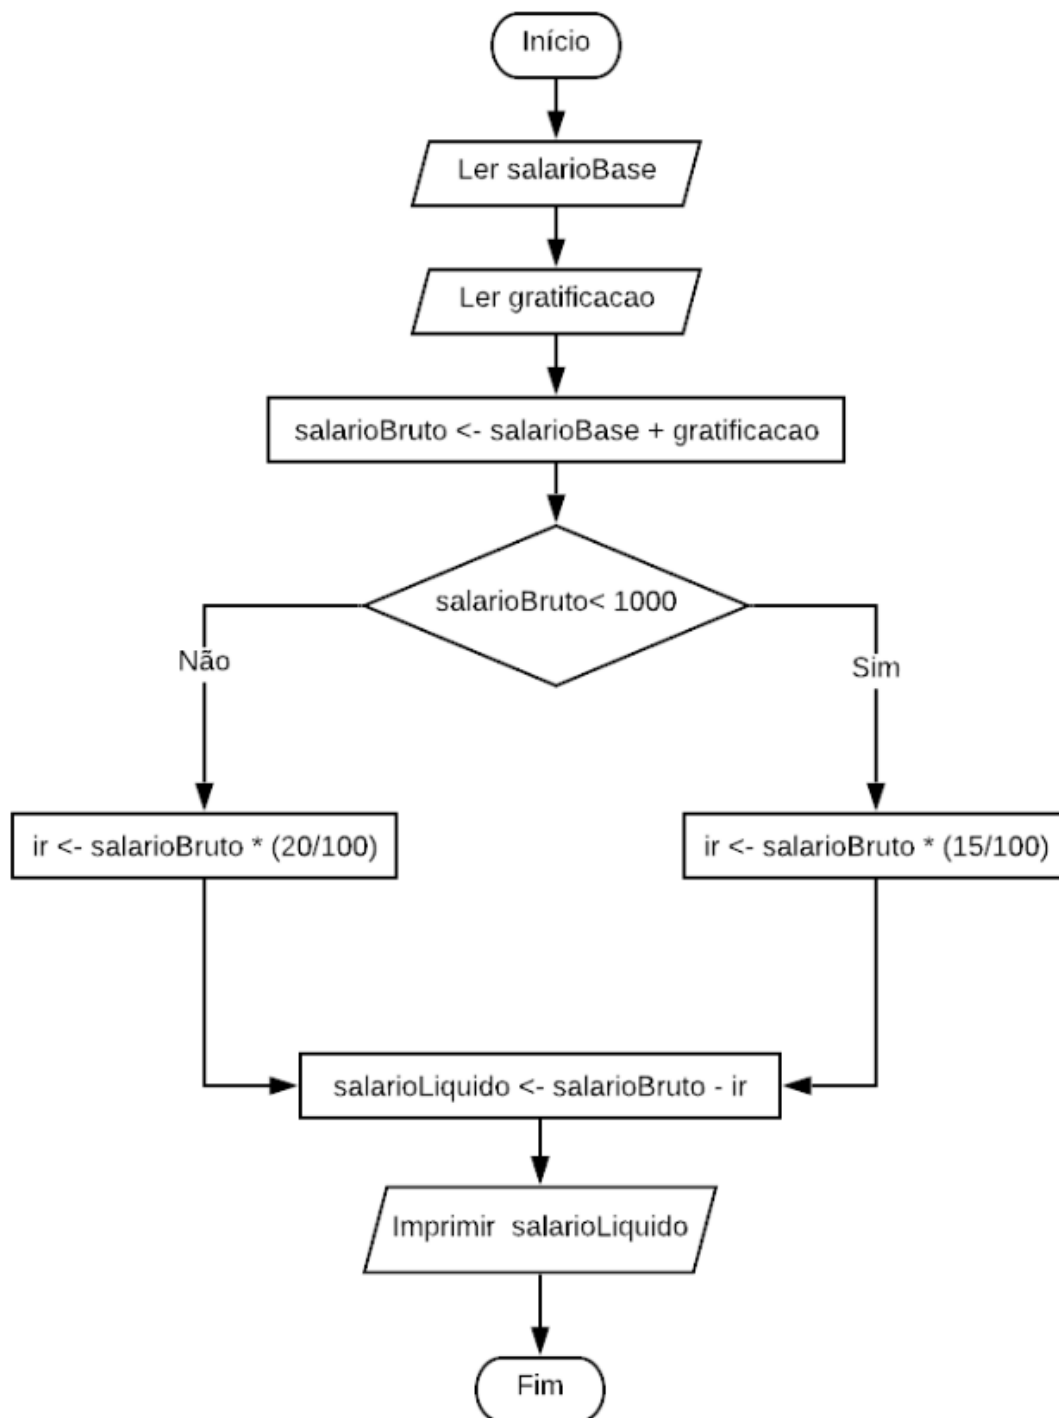 Início
Ler salarioBase
Ler gratificacao
salarioBruto <- salarioBase + gratificacao
salarioBruto< 1000
Não
Sim
ir <- salarioBruto * (20/100)
ir <- salarioBruto * (15/100)
salarioLiquido <- salarioBruto - ir
Imprimir salarioLiquido
Fim